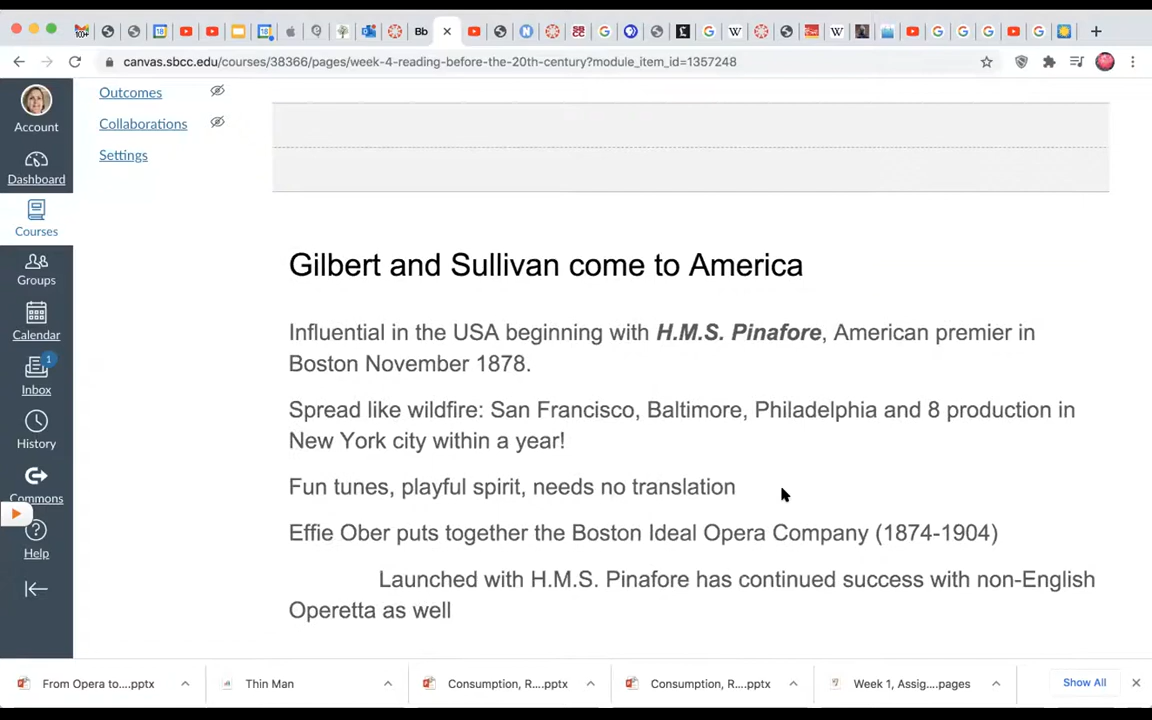 100+
18
Bb
canvas.sbcc.edu/courses/38366/pages/week-4-reading-before-the-20th-century?module_item_id=1357248
Account
Dashboard
Courses
Groups
Calendar
1
Inbox
History
Commons
Help
Outcomes
Collaborations
Settings
Gilbert and Sullivan come to America
Influential in the USA beginning with H.M.S. Pinafore, American premier in
Boston November 1878.
Spread like wildfire: San Francisco, Baltimore, Philadelphia and 8 production in
New York city within a year!
Fun tunes, playful spirit, needs no translation
Effie Ober puts together the Boston Ideal Opera Company (1874-1904)
Launched with H.M.S. Pinafore has continued success with non-English
Operetta as well
From Opera to....pptx
Thin Man
Consumption, R....pptx
Consumption, R....pptx
Week 1, Assig....pages
Show All